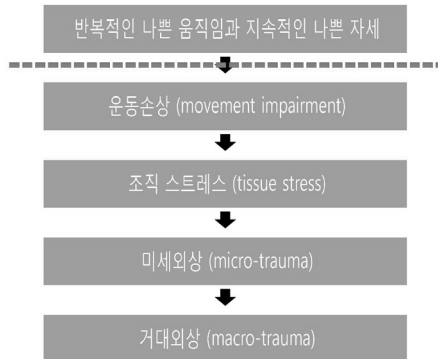 반복적인 나쁜 움직임과 지속적인 나쁜 자세
운동손상 (movement impairment)
조직 스트레스 (tissue stress)
미세외상 (micro-trauma)
거대외상 (macro-trauma)